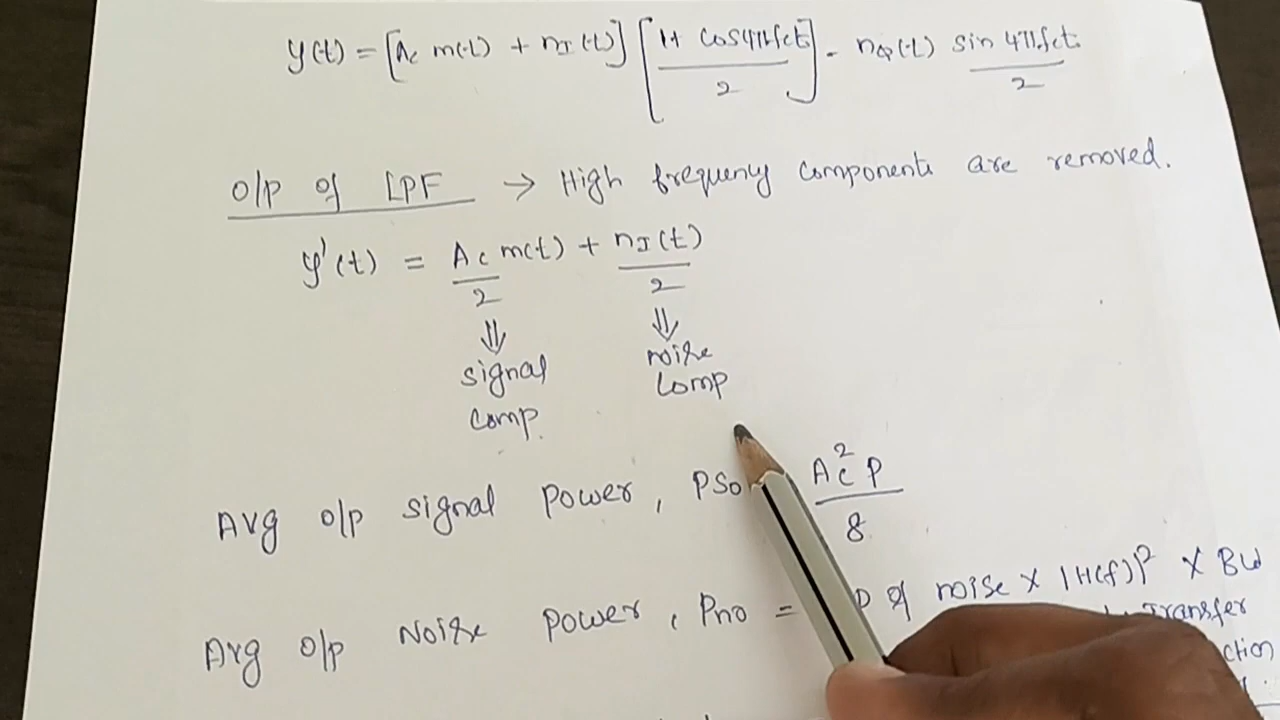 y(t) = [Ac m(t) + nI(t)] [1+ cos4πfct / 2] - nQ(t) sin 4πfct / 2
O/P of LPF → High frequency components are removed.
y'(t) = Ac/2 m(t) + nI(t)/2
⇓ ⇓
signal noise
comp. comp
Avg o/p signal power, PSo Ac²P / 8
Avg o/p Noise power, Pno = D of noise X |H(f)|² X BW
Transfer
ction